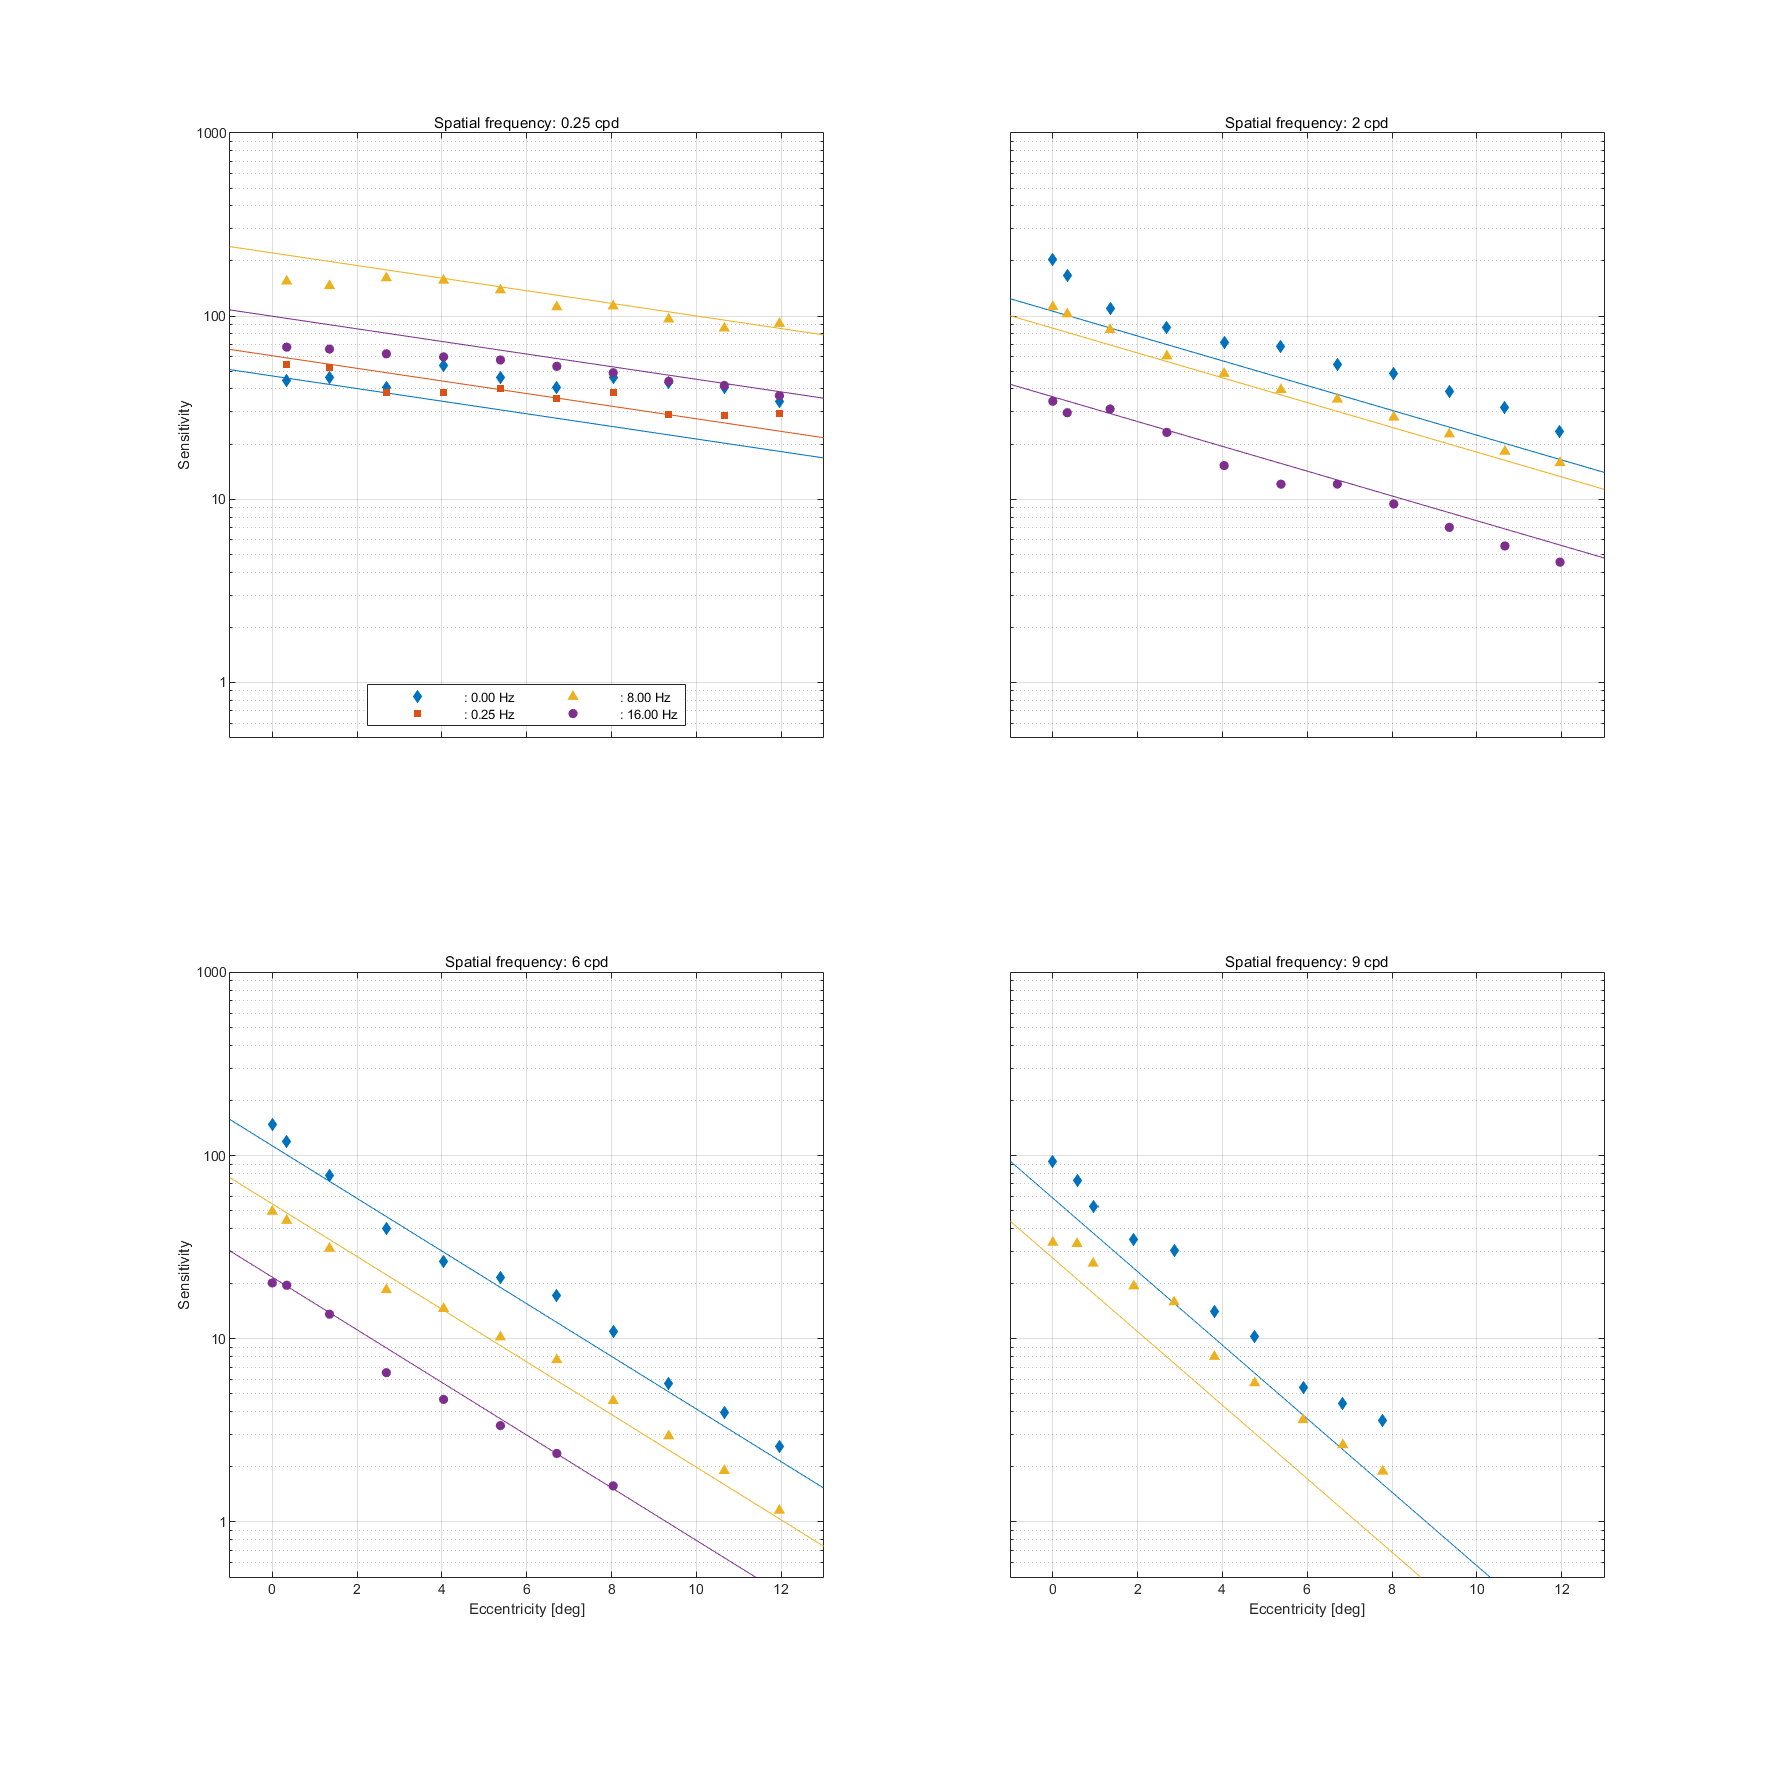 Spatial frequency: 0.25 cpd
1000
100
10
1
Sensitivity
: 0.00 Hz
: 8.00 Hz
: 0.25 Hz
: 16.00 Hz
Spatial frequency: 2 cpd
Spatial frequency: 6 cpd
1000
100
10
1
Sensitivity
0 2 4 6 8 10 12
Eccentricity [deg]
Spatial frequency: 9 cpd
0 2 4 6 8 10 12
Eccentricity [deg]